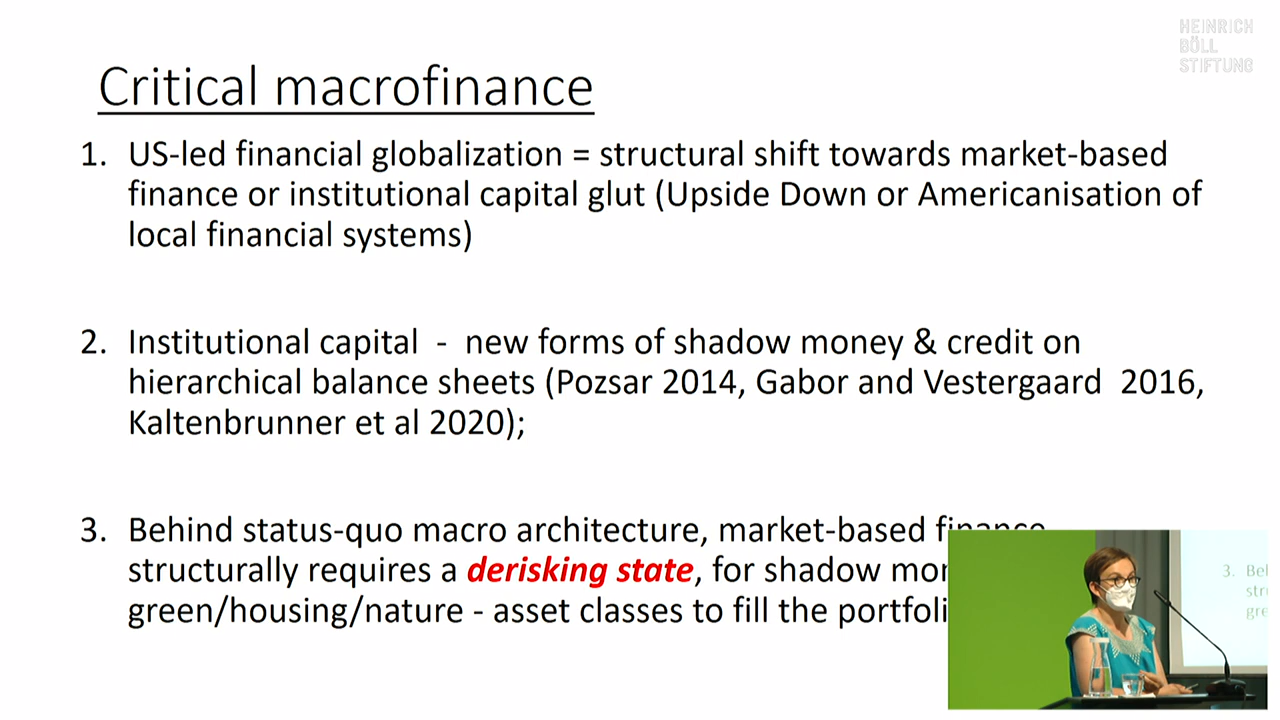 HEINRICH
BÖLL
STIFTUNG
Critical macrofinance
1. US-led financial globalization = structural shift towards market-based
finance or institutional capital glut (Upside Down or Americanisation of
local financial systems)
2. Institutional capital - new forms of shadow money & credit on
hierarchical balance sheets (Pozsar 2014, Gabor and Vestergaard 2016,
Kaltenbrunner et al 2020);
3. Behind status-quo macro architecture, market-based finance
structurally requires a derisking state, for shadow
green/housing/nature - asset classes to fill the
3.